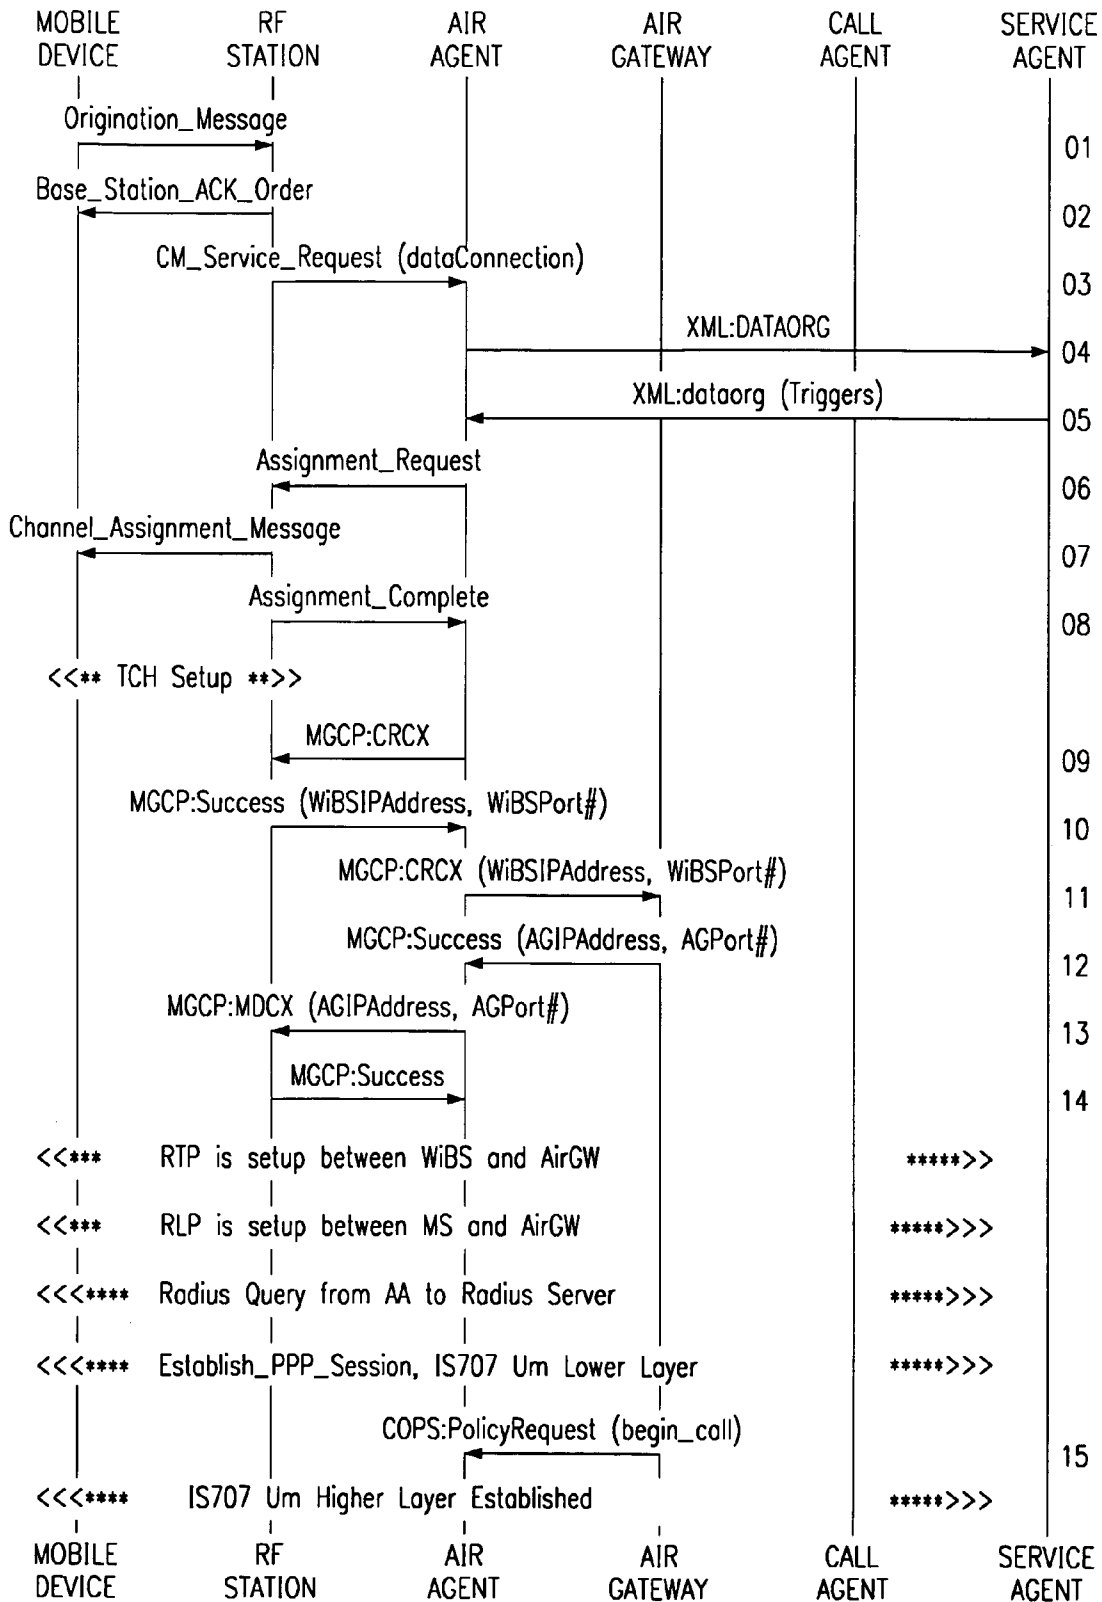 MOBILE DEVICE RF STATION AIR AGENT AIR GATEWAY CALL AGENT SERVICE AGENT
Origination_Message
01
Base_Station_ACK_Order
02
CM_Service_Request (dataConnection)
03
XML:DATAORG
04
XML:dataorg (Triggers)
05
Assignment_Request
06
Channel_Assignment_Message
07
Assignment_Complete
08
<<** TCH Setup **>>
MGCP:CRCX
09
MGCP:Success (WiBSIPAddress, WiBSPort#)
10
MGCP:CRCX (WiBSIPAddress, WiBSPort#)
11
MGCP:Success (AGIPAddress, AGPort#)
12
MGCP:MDCX (AGIPAddress, AGPort#)
13
MGCP:Success
14
<<*** RTP is setup between WiBS and AirGW *****>>
<<*** RLP is setup between MS and AirGW *****>>>
<<<**** Radius Query from AA to Radius Server *****>>>
<<<**** Establish_PPP_Session, IS707 Um Lower Layer *****>>>
COPS:PolicyRequest (begin_call)
15
<<<**** IS707 Um Higher Layer Established *****>>>
MOBILE DEVICE RF STATION AIR AGENT AIR GATEWAY CALL AGENT SERVICE AGENT